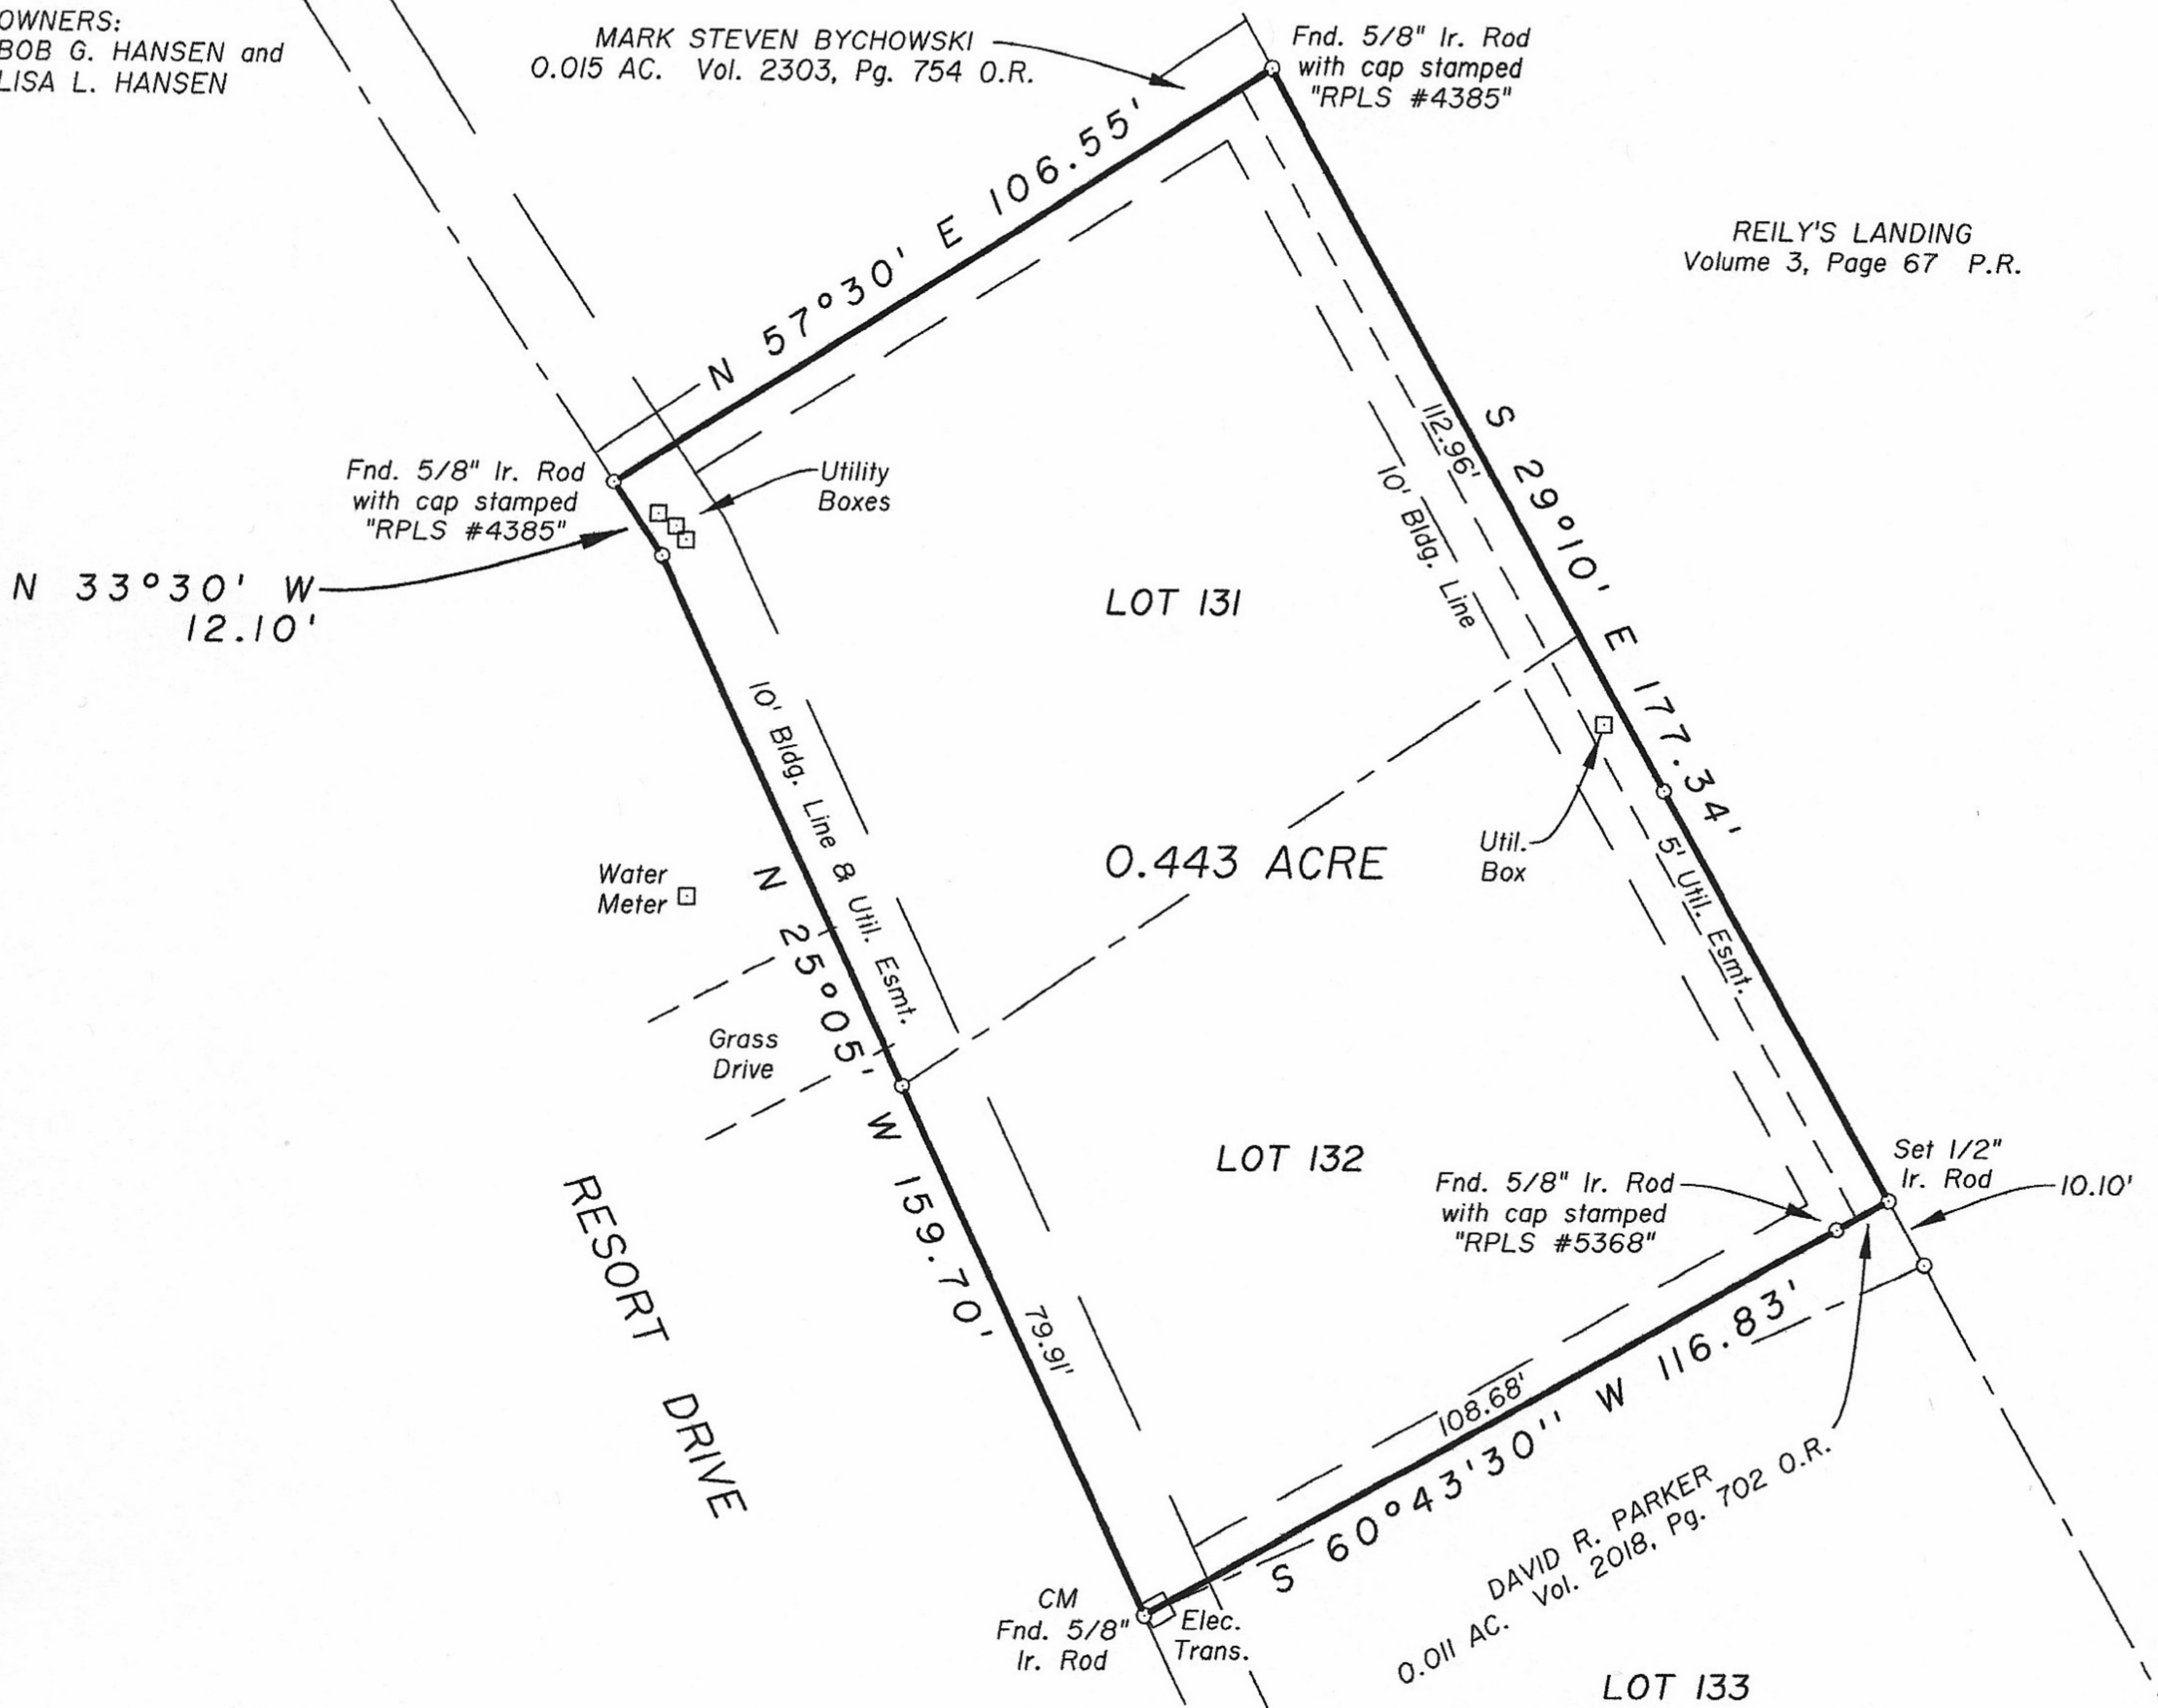 OWNERS:
BOB G. HANSEN and
LISA L. HANSEN
MARK STEVEN BYCHOWSKI
0.015 AC. Vol. 2303, Pg. 754 O.R.
Fnd. 5/8" Ir. Rod
with cap stamped
"RPLS #4385"
N 57°30' E 106.55'
REILY'S LANDING
Volume 3, Page 67 P.R.
Fnd. 5/8" Ir. Rod
with cap stamped
"RPLS #4385"
Utility
Boxes
N 33°30' W
12.10'
LOT 131
112.96'
10' Bldg. Line
S 29°10' E 177.34'
10' Bldg. Line & Util. Esmt.
0.443 ACRE
Util.
Box
5' Util. Esmt.
Water
Meter
Grass
Drive
N 25°05' W 159.70'
79.91'
RESORT DRIVE
LOT 132
Fnd. 5/8" Ir. Rod
with cap stamped
"RPLS #5368"
Set 1/2"
Ir. Rod
10.10'
108.68'
S 60°43'30" W 116.83'
DAVID R. PARKER
0.011 AC. Vol. 2018, Pg. 702 O.R.
CM
Fnd. 5/8"
Ir. Rod
Elec.
Trans.
LOT 133